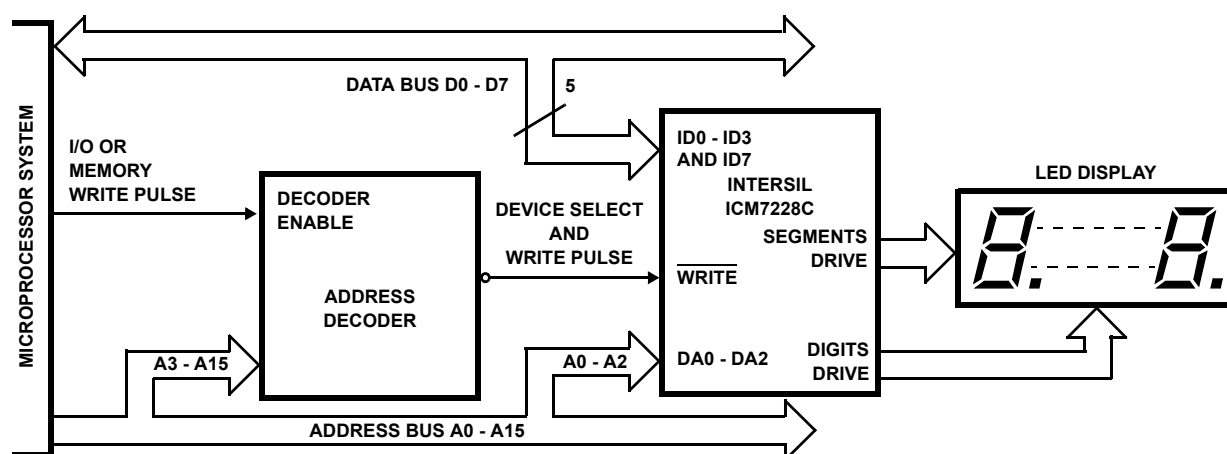 MICROPROCESSOR SYSTEM
DATA BUS D0 - D7
5
I/O OR
MEMORY
WRITE PULSE
DECODER
ENABLE
ADDRESS
DECODER
DEVICE SELECT
AND
WRITE PULSE
ID0 - ID3
AND ID7
INTERSIL
ICM7228C
SEGMENTS
DRIVE
WRITE
DA0 - DA2
DIGITS
DRIVE
LED DISPLAY
8. 8.
A3 - A15
A0 - A2
ADDRESS BUS A0 - A15